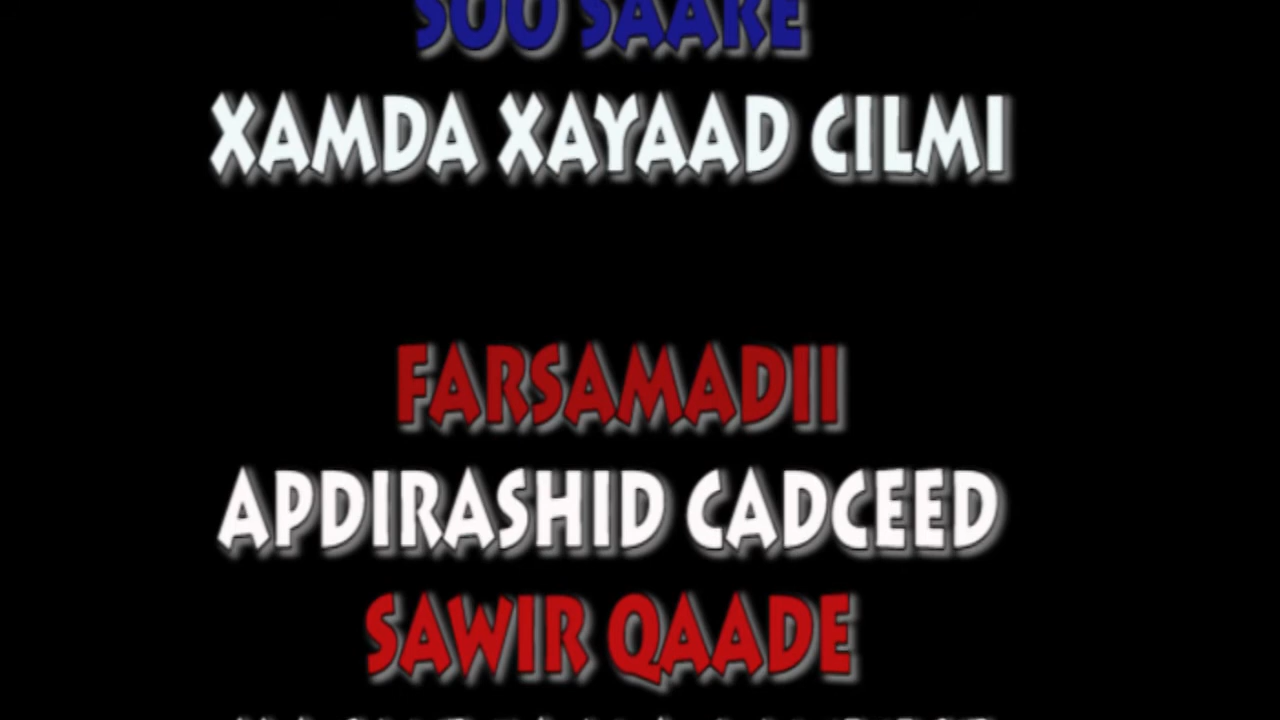 SOO SAARE
XAMDA XAYAAD CILMI
FARSAMADII
APDIRASHID CADCEED
SAWIR QAADE